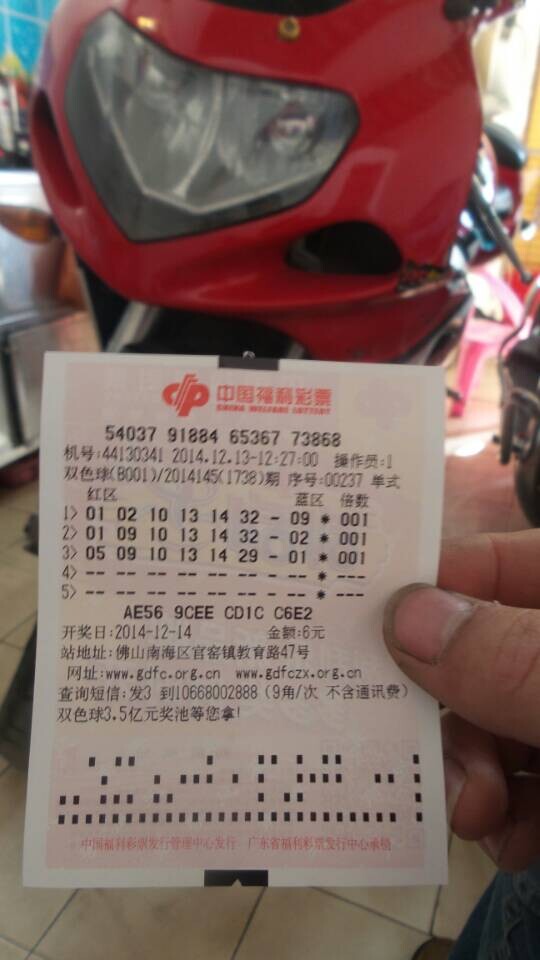 中国福利彩票
CHINA WELFARE LOTTERY
54037 91884 65367 73868
机号:44130341 2014.12.13-12:27:00 操作员:1
双色球(B001)/2014145(1738)期 序号:00237 单式
红区 蓝区 倍数
1> 01 02 10 13 14 32 - 09 * 001
2> 01 09 10 13 14 32 - 02 * 001
3> 05 09 10 13 14 29 - 01 * 001
4> -- -- -- -- -- -- - -- * ---
5> -- -- -- -- -- -- - -- * ---
AE56 9CEE CD1C C6E2
开奖日:2014-12-14 金额:6元
站地址:佛山南海区官窑镇教育路47号
网址:www.gdfc.org.cn www.gdfczx.org.cn
查询短信:发3 到10668002888 (9角/次 不含通讯费)
双色球3.5亿元奖池等您拿!
中国福利彩票发行管理中心发行 广东省福利彩票发行中心承销